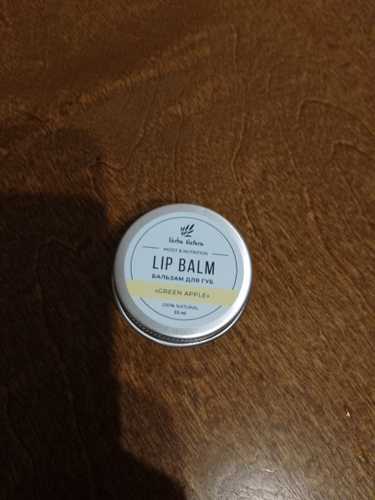 Herba Natura
MOIST & NUTRITION
LIP BALM
БАЛЬЗАМ ДЛЯ ГУБ
«GREEN APPLE»
100% NATURAL
15 ml